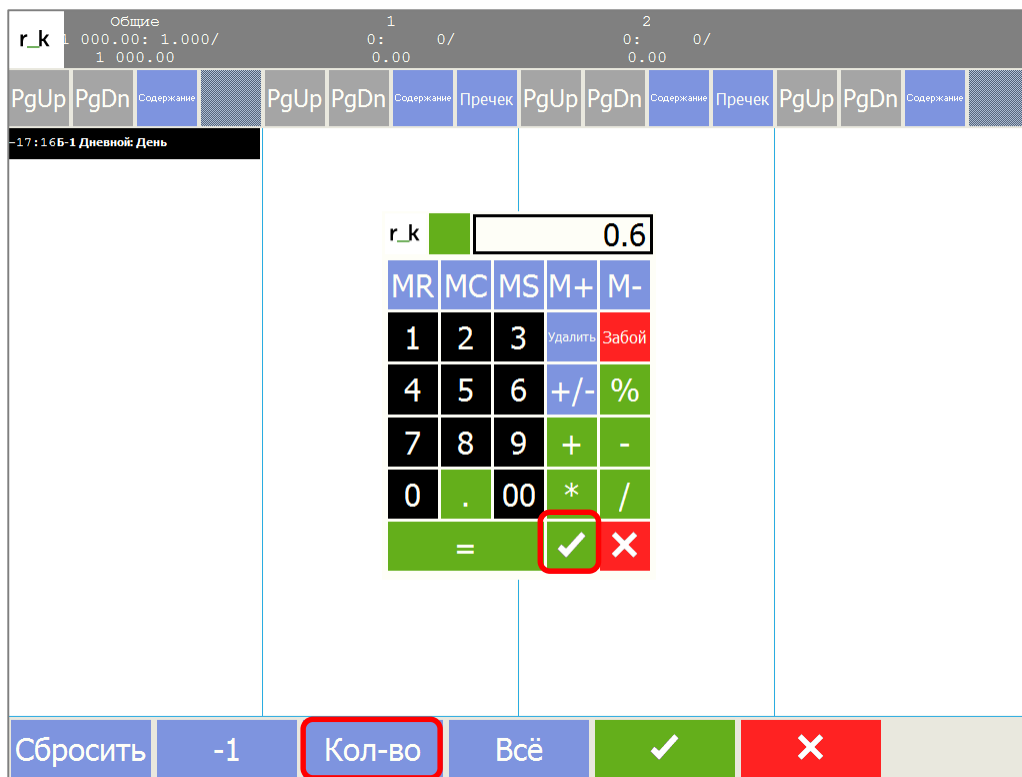 r_k
Общие 1 2
1 000.00: 1.000/ 0: 0/ 0: 0/
1 000.00 0.00 0.00
PgUp PgDn Содержание PgUp PgDn Содержание Пречек PgUp PgDn Содержание Пречек PgUp PgDn Содержание
-17:16Б-1 Дневной: День
r_k 0.6
MR MC MS M+ M-
1 2 3 Удалить Забой
4 5 6 +/- %
7 8 9 + -
0 . 00 * /
=
Сбросить -1 Кол-во Всё